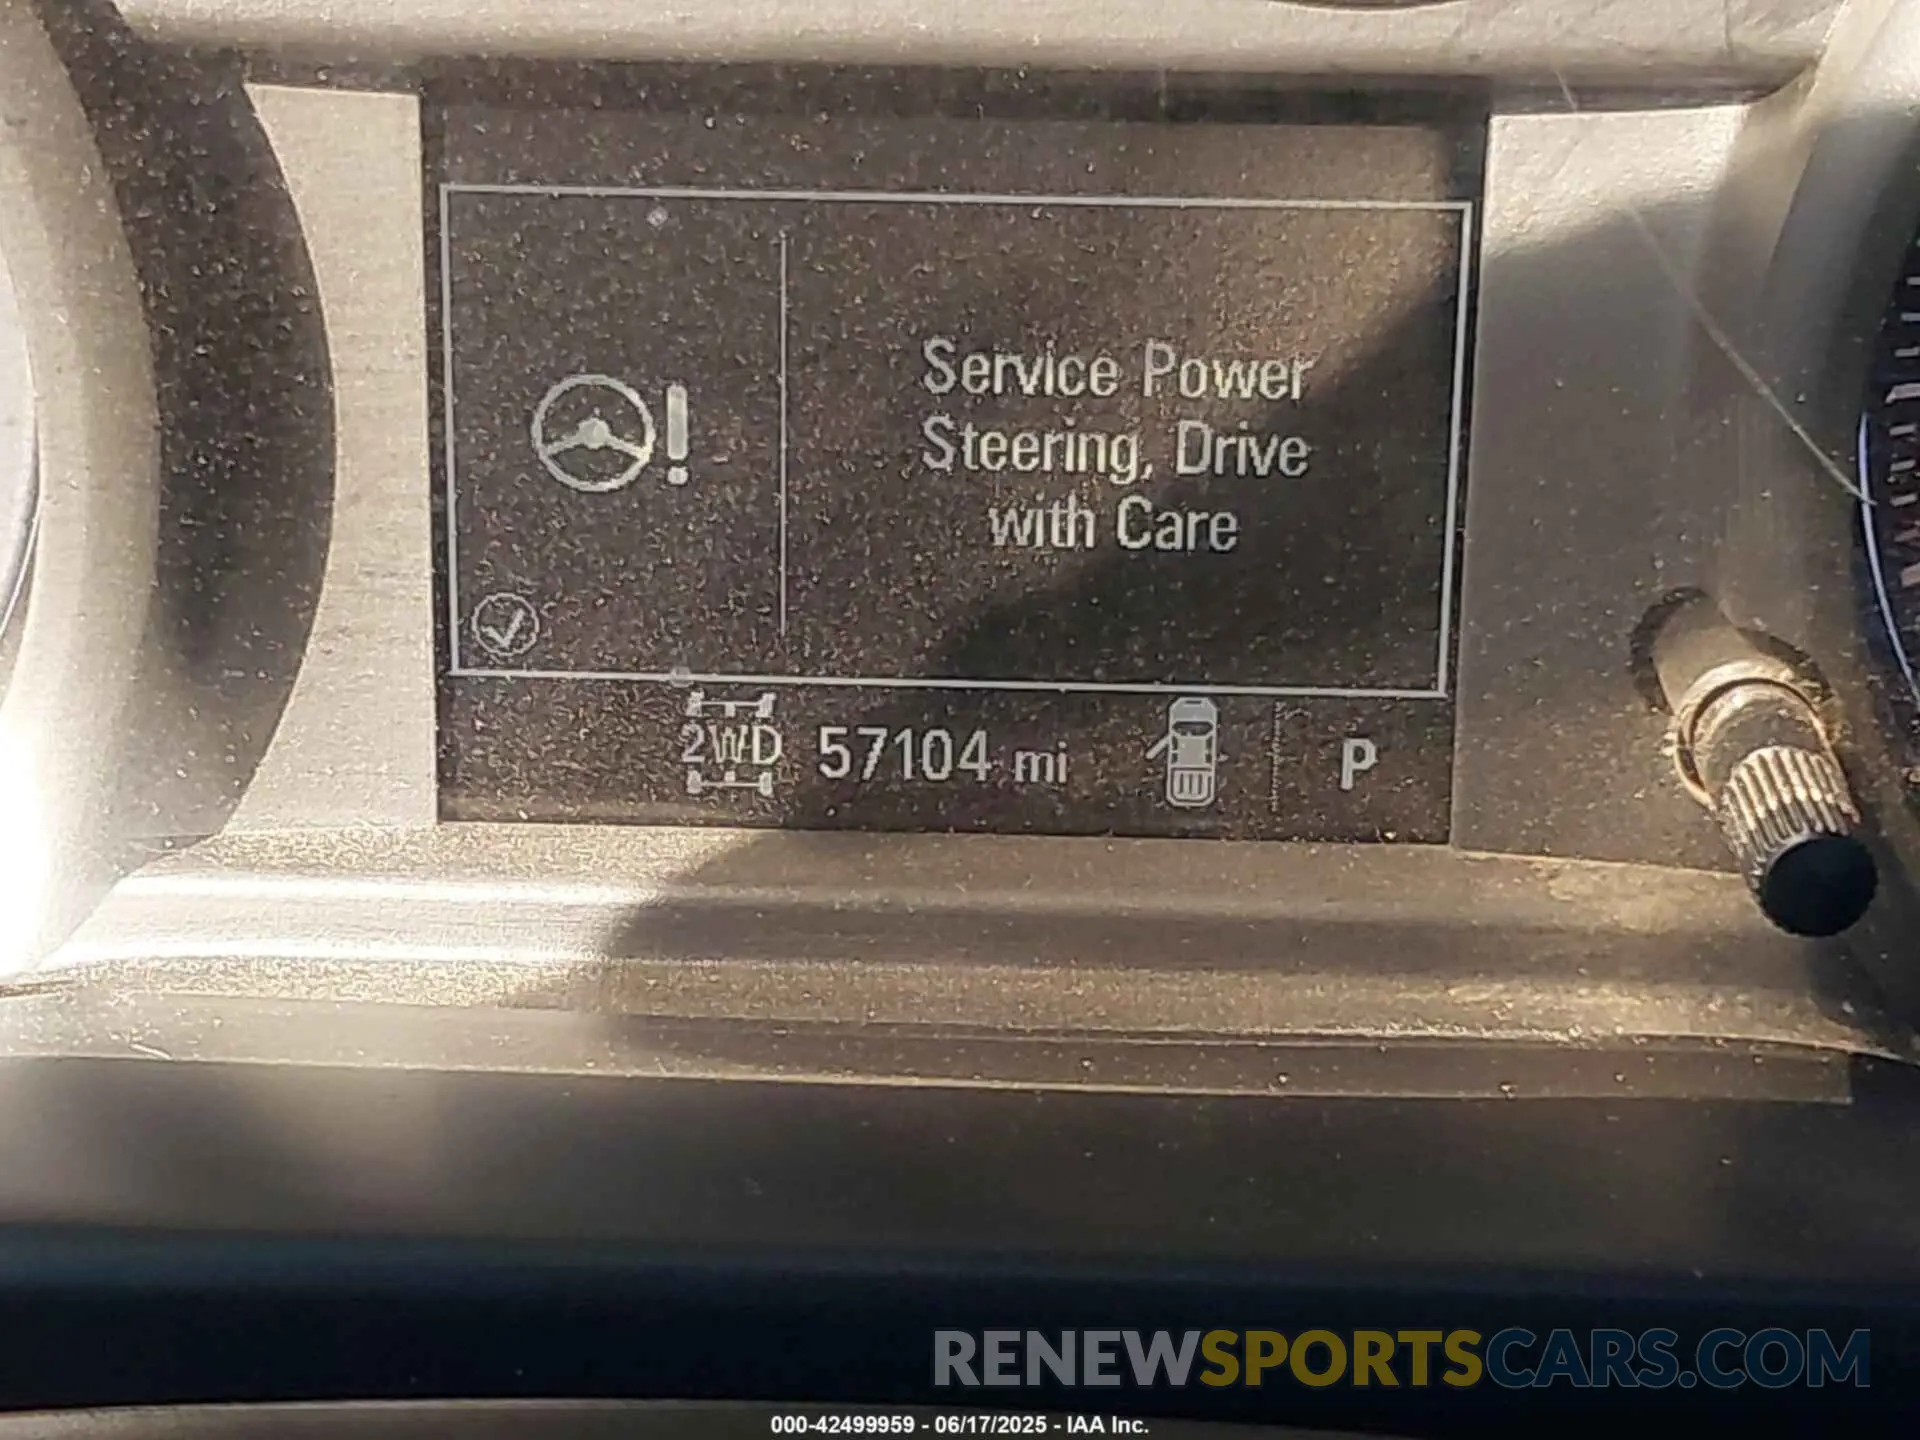 Service Power
Steering, Drive
with Care
2WD 57104 mi P
RENEWSPORTSCARS.COM
000-42499959 - 06/17/2025 - IAA Inc.